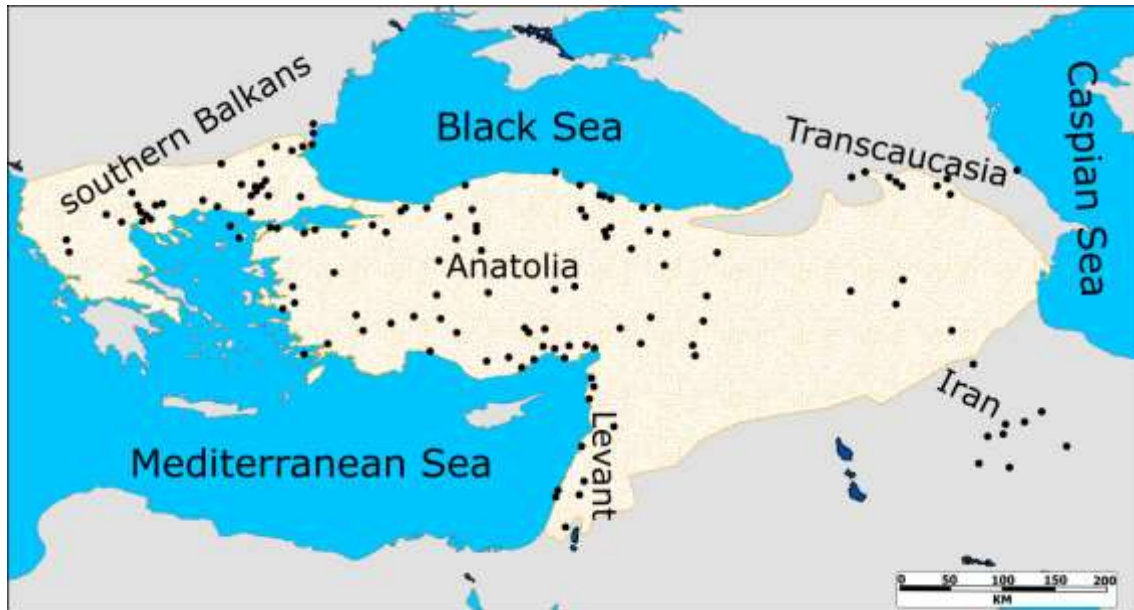 southern Balkans
Black Sea
Transcaucasia
Caspian Sea
Anatolia
Iran
Levant
Mediterranean Sea
0 50 100 150 200
KM